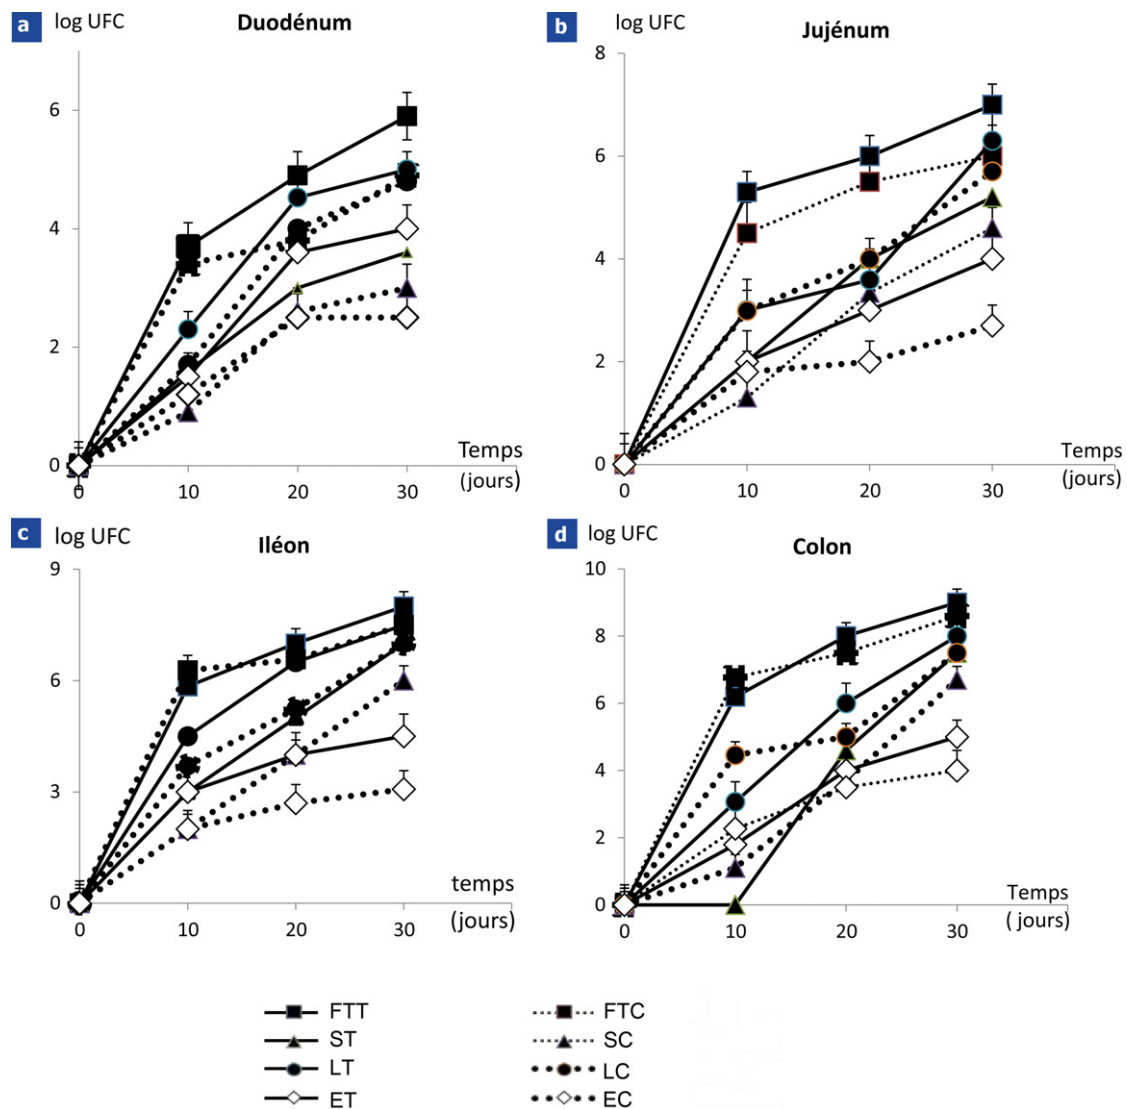 a log UFC Duodénum
6
4
2
0
0 10 20 30
Temps
(jours)
b log UFC Jujénum
8
6
4
2
0
0 10 20 30
Temps
(jours)
c log UFC Iléon
9
6
3
0
0 10 20 30
temps
(jours)
d log UFC Colon
10
8
6
4
2
0
0 10 20 30
Temps
( jours)
FTT FTC
ST SC
LT LC
ET EC